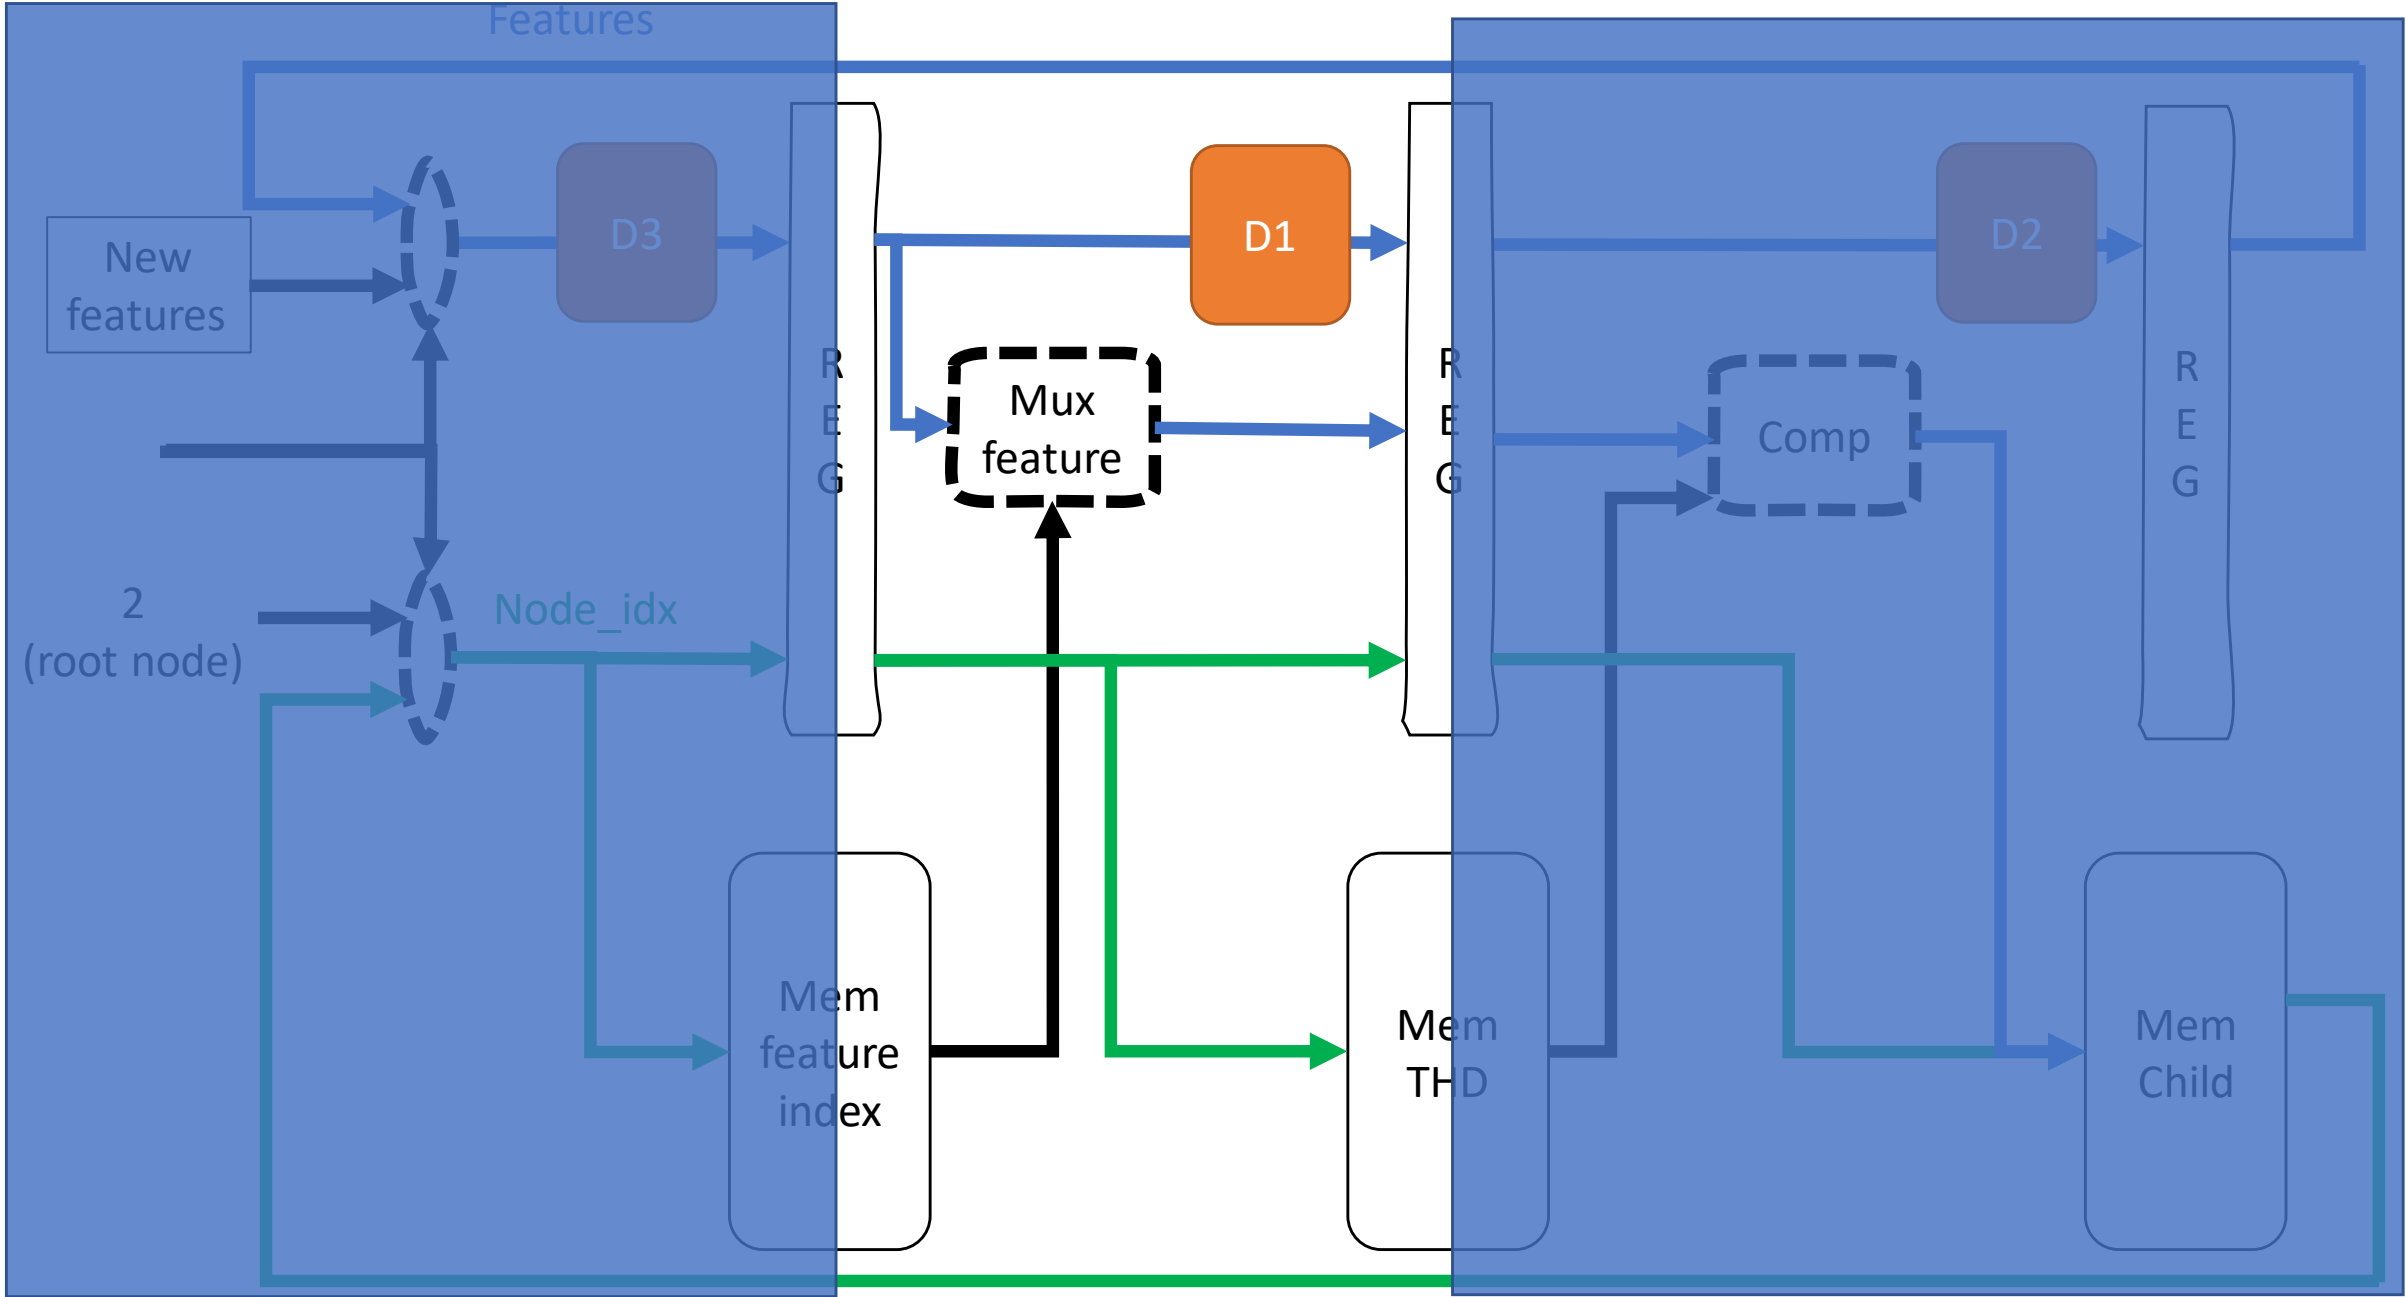 Features
New
features
D3
D1
D2
R
E
G
Mux
feature
R
E
G
Comp
R
E
G
2
(root node)
Node_idx
Mem
feature
index
Mem
THD
Mem
Child